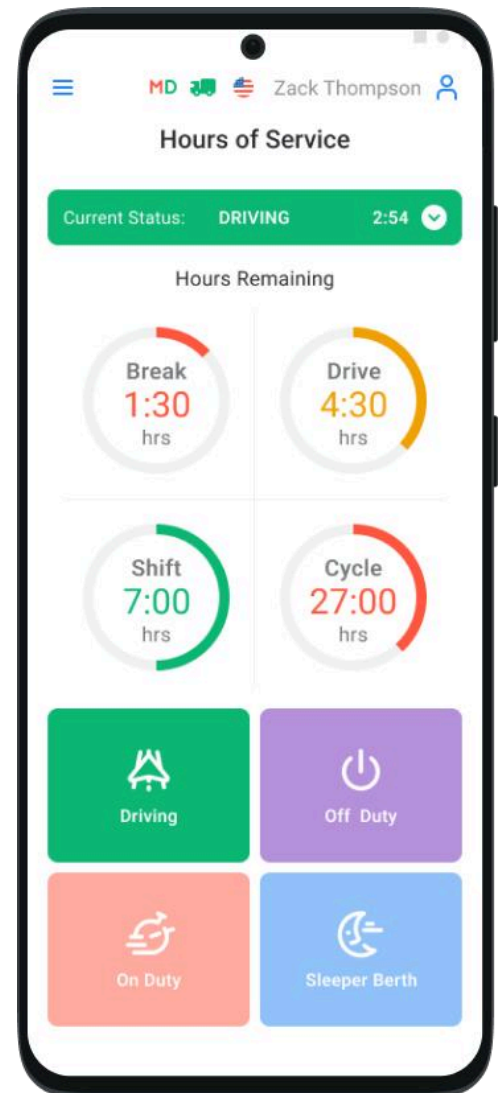 MD Zack Thompson
Hours of Service
Current Status: DRIVING 2:54
Hours Remaining
Break
1:30
hrs
Drive
4:30
hrs
Shift
7:00
hrs
Cycle
27:00
hrs
Driving
Off Duty
On Duty
Sleeper Berth